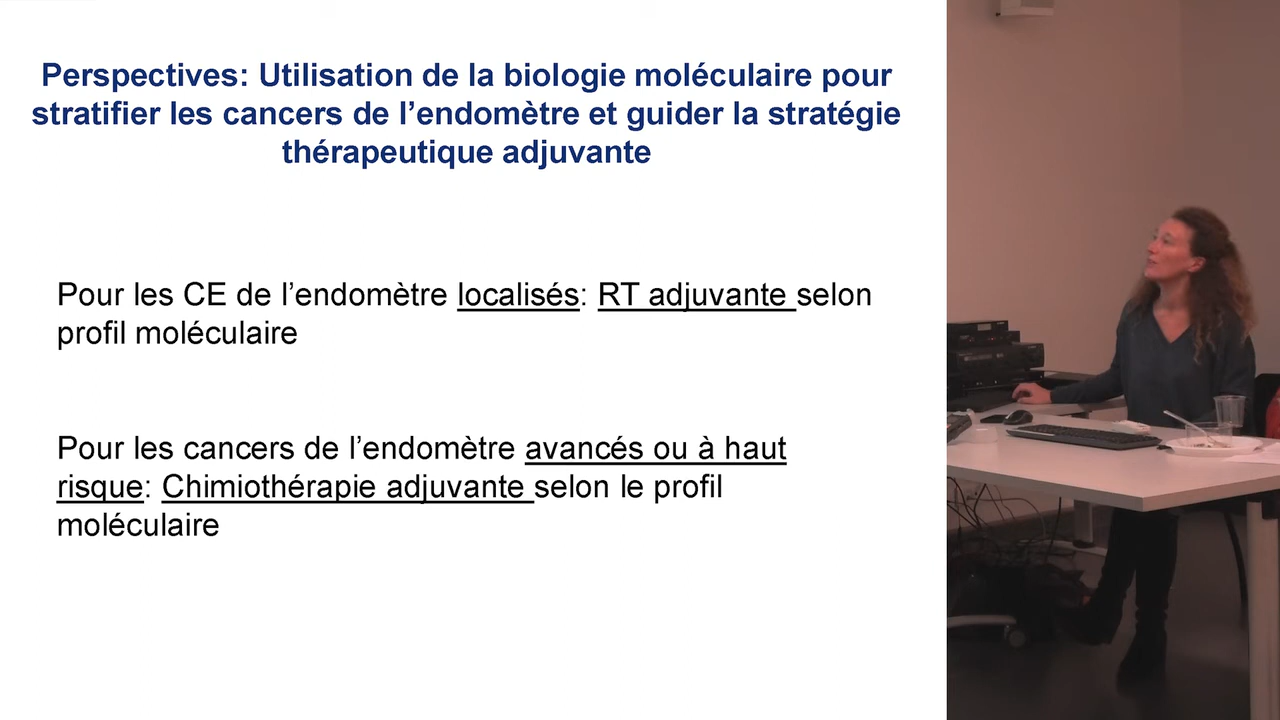 Perspectives: Utilisation de la biologie moléculaire pour
stratifier les cancers de l’endomètre et guider la stratégie
thérapeutique adjuvante
Pour les CE de l’endomètre localisés: RT adjuvante selon
profil moléculaire
Pour les cancers de l’endomètre avancés ou à haut
risque: Chimiothérapie adjuvante selon le profil
moléculaire